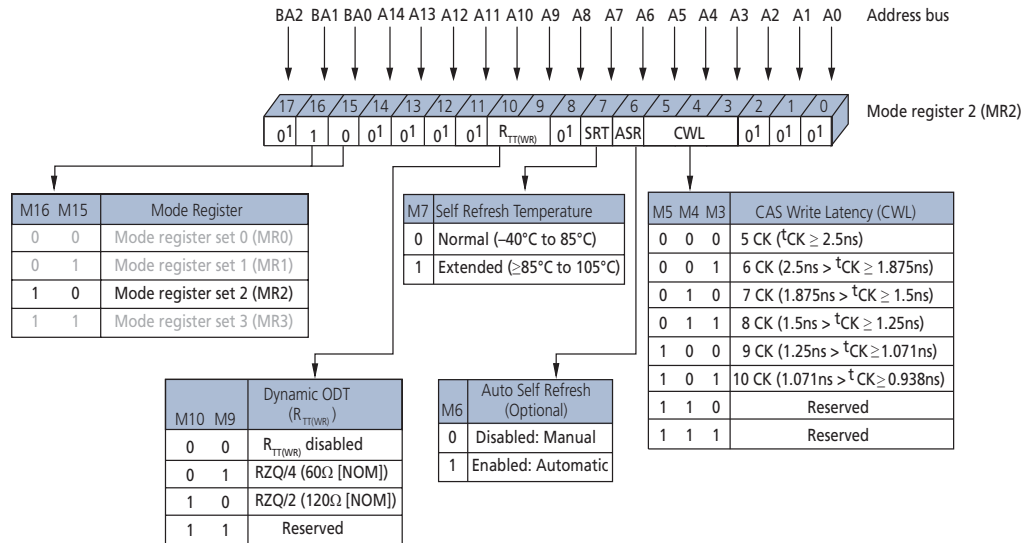 BA2 BA1 BA0 A14 A13 A12 A11 A10 A9 A8 A7 A6 A5 A4 A3 A2 A1 A0 Address bus
17 16 15 14 13 12 11 10 9 8 7 6 5 4 3 2 1 0
Mode register 2 (MR2)
0¹ 1 0 0¹ 0¹ 0¹ 0¹ R_TT(WR) 0¹ SRT ASR CWL 0¹ 0¹ 0¹
M16 M15 Mode Register
0 0 Mode register set 0 (MR0)
0 1 Mode register set 1 (MR1)
1 0 Mode register set 2 (MR2)
1 1 Mode register set 3 (MR3)
M7 Self Refresh Temperature
0 Normal (–40°C to 85°C)
1 Extended (≥85°C to 105°C)
M5 M4 M3 CAS Write Latency (CWL)
0 0 0 5 CK (ᵗCK ≥ 2.5ns)
0 0 1 6 CK (2.5ns > ᵗCK ≥ 1.875ns)
0 1 0 7 CK (1.875ns > ᵗCK ≥ 1.5ns)
0 1 1 8 CK (1.5ns > ᵗCK ≥ 1.25ns)
1 0 0 9 CK (1.25ns > ᵗCK ≥ 1.071ns)
1 0 1 10 CK (1.071ns > ᵗCK ≥ 0.938ns)
1 1 0 Reserved
1 1 1 Reserved
Dynamic ODT
M10 M9 (R_TT(WR))
0 0 R_TT(WR) disabled
0 1 RZQ/4 (60Ω [NOM])
1 0 RZQ/2 (120Ω [NOM])
1 1 Reserved
Auto Self Refresh
M6 (Optional)
0 Disabled: Manual
1 Enabled: Automatic